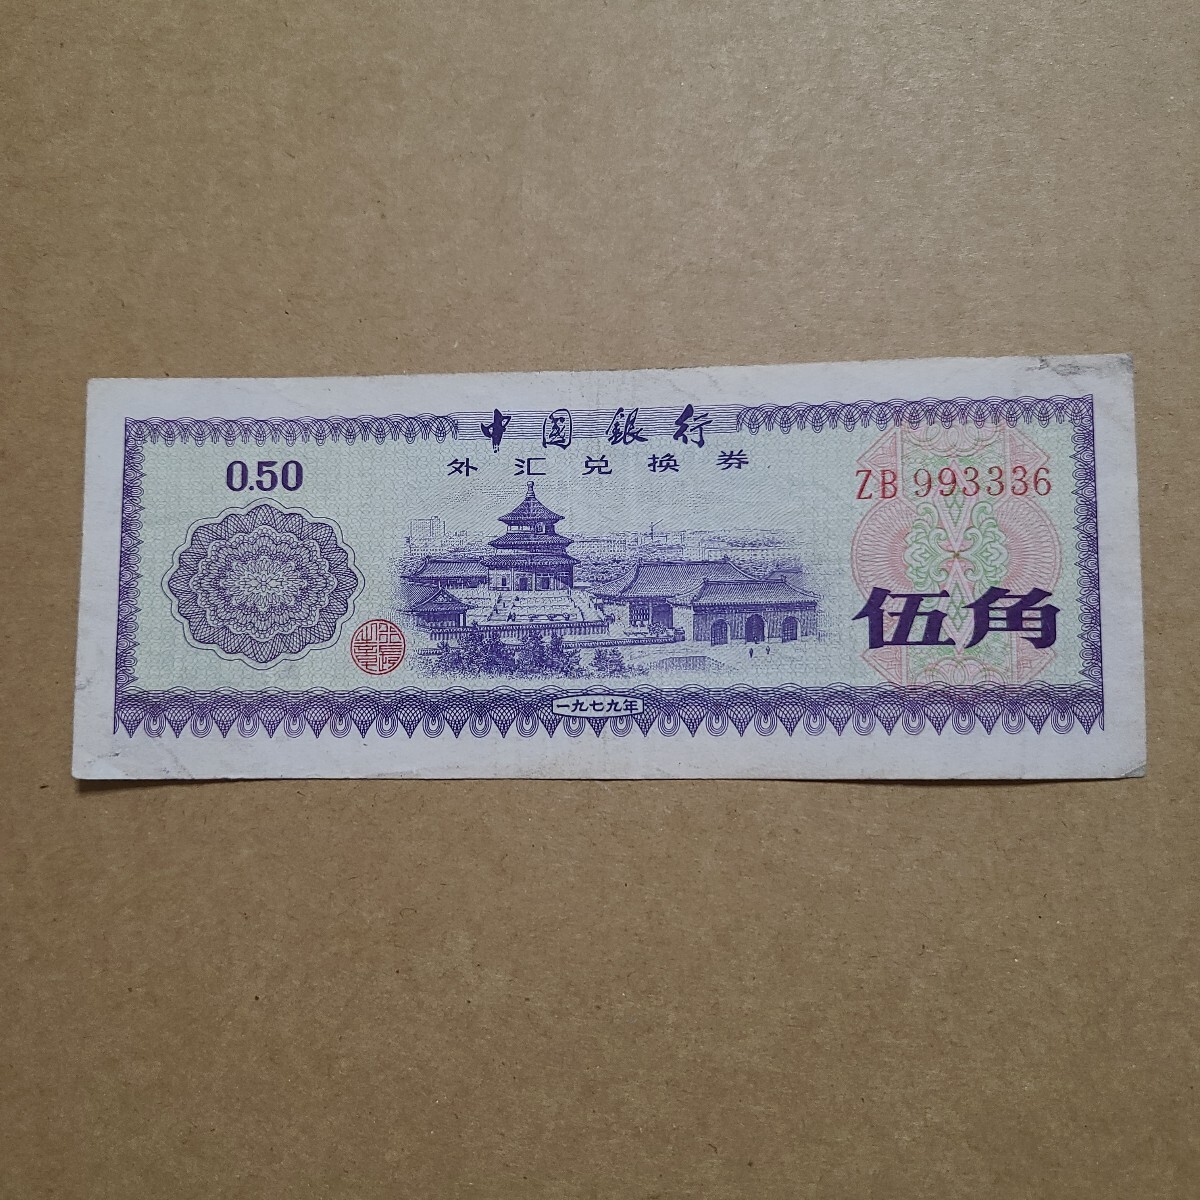 中国銀行
外汇兑换券
0.50
ZB 993336
伍角
一九七九年